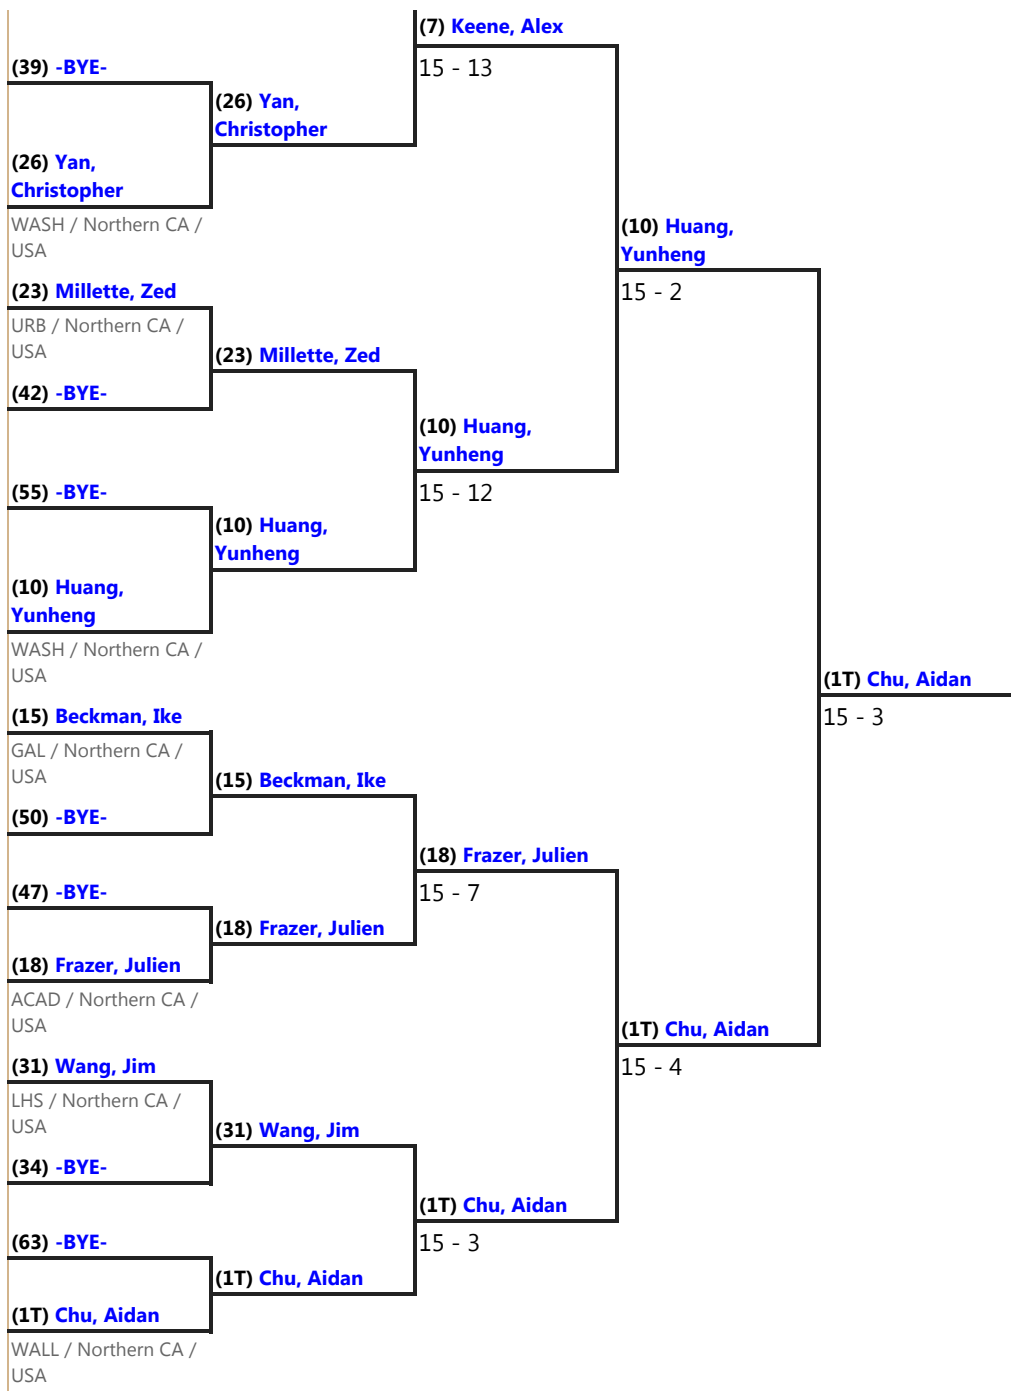 (7) Keene, Alex
15 - 13
(39) -BYE-
(26) Yan,
Christopher
(26) Yan,
Christopher
WASH / Northern CA /
USA
(10) Huang,
Yunheng
15 - 2
(23) Millette, Zed
URB / Northern CA /
USA
(23) Millette, Zed
(42) -BYE-
(10) Huang,
Yunheng
15 - 12
(55) -BYE-
(10) Huang,
Yunheng
(10) Huang,
Yunheng
WASH / Northern CA /
USA
(1T) Chu, Aidan
15 - 3
(15) Beckman, Ike
GAL / Northern CA /
USA
(15) Beckman, Ike
(50) -BYE-
(18) Frazer, Julien
15 - 7
(47) -BYE-
(18) Frazer, Julien
(18) Frazer, Julien
ACAD / Northern CA /
USA
(1T) Chu, Aidan
15 - 4
(31) Wang, Jim
LHS / Northern CA /
USA
(31) Wang, Jim
(34) -BYE-
(1T) Chu, Aidan
15 - 3
(63) -BYE-
(1T) Chu, Aidan
(1T) Chu, Aidan
WALL / Northern CA /
USA